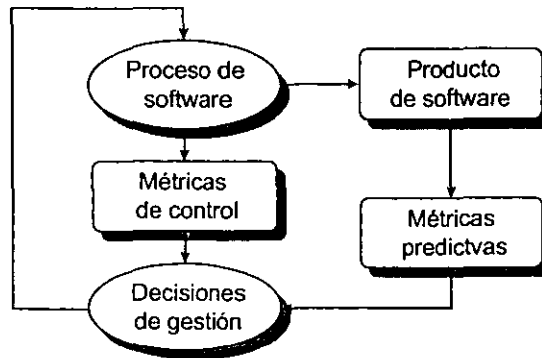 Proceso de
software
Producto
de software
Métricas
de control
Métricas
predictvas
Decisiones
de gestión